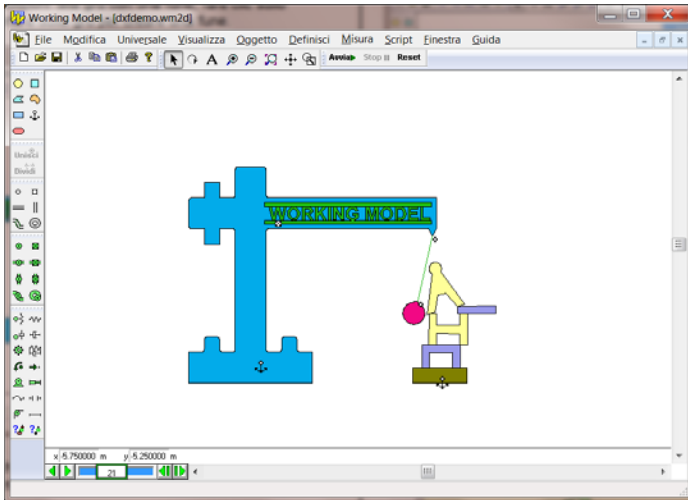 Working Model - [dxfdemo.wm2d]
File Modifica Universale Visualizza Oggetto Definisci Misura Script Finestra Guida
A Avvia Stop Reset
Unisci
Dividi
WORKING MODEL
x -5.750000 m y -5.250000 m
21